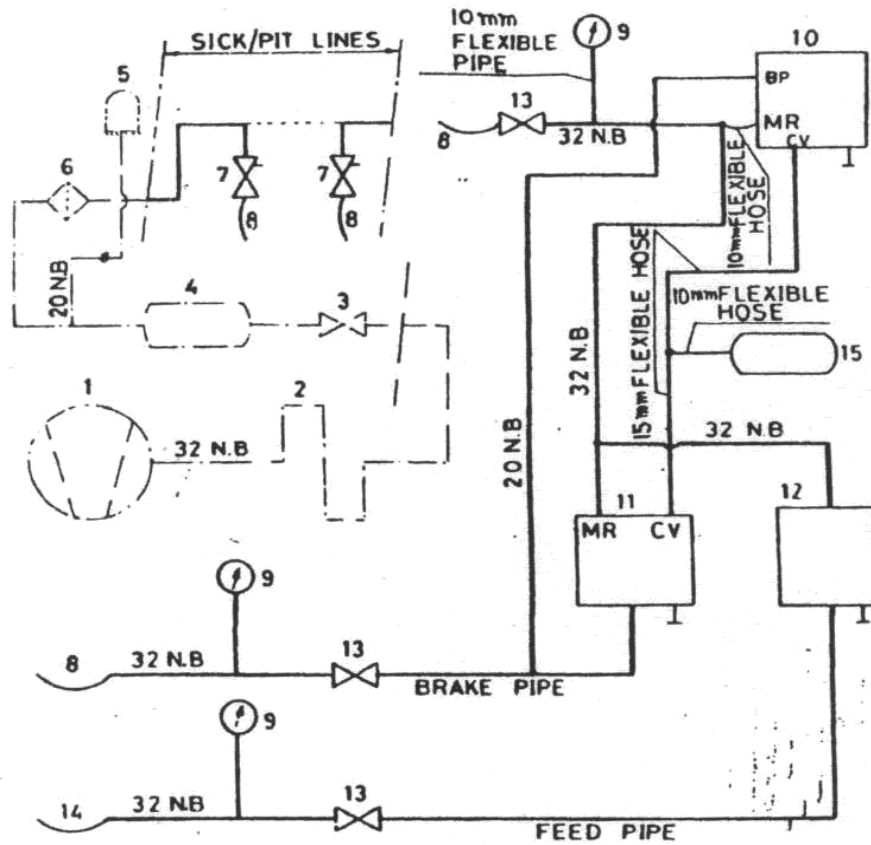 10mm
FLEXIBLE
PIPE
SICK/PIT LINES
9
10
5
BP
13
MR
CV
8
32 N.B
6
7
7
8
8
10mm FLEXIBLE
HOSE
15mm FLEXIBLE HOSE
20 N.B
4
3
10mm FLEXIBLE
HOSE
15
32 N.B
1
2
32 N.B
32 N.B
20 N.B
11
12
MR
CV
9
8
32 N.B
13
BRAKE PIPE
9
14
32 N.B
13
FEED PIPE